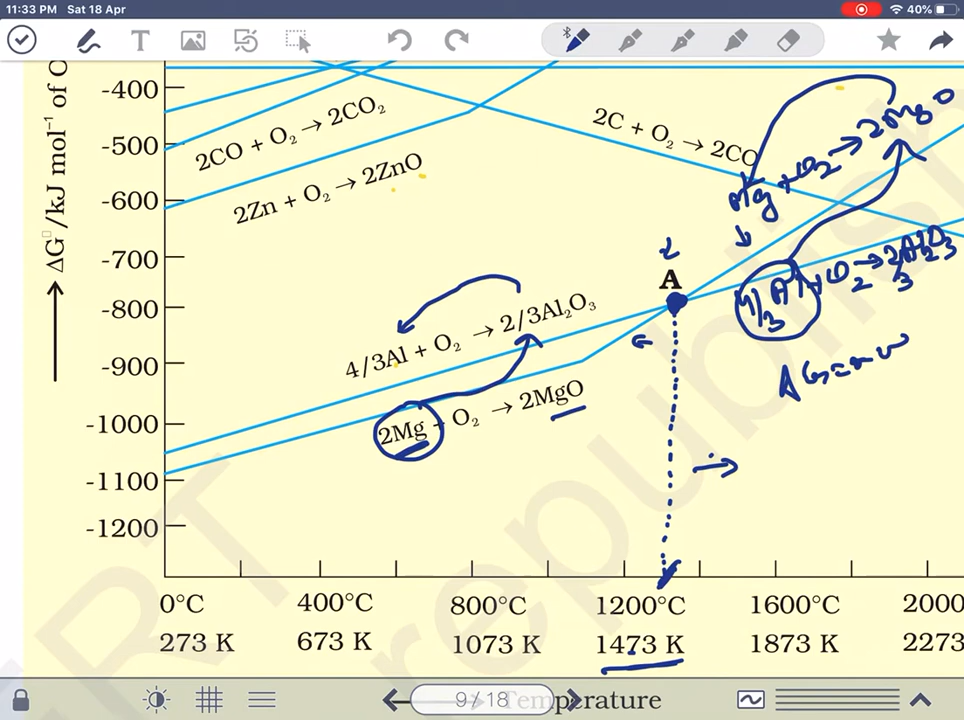 11:33 PM Sat 18 Apr
40%
T
ΔG /kJ mol⁻¹ of O
-400
-500
-600
-700
-800
-900
-1000
-1100
-1200
2CO + O₂ → 2CO₂
2Zn + O₂ → 2ZnO
2C + O₂ → 2CO
Mg + O₂ → 2MgO
A
4/3 Al + O₂ → 2/3 Al₂O₃
4/3Al + O₂ → 2/3Al₂O₃
2Mg + O₂ → 2MgO
0°C 400°C 800°C 1200°C 1600°C 2000
273 K 673 K 1073 K 1473 K 1873 K 2273
9/18
Temperature
republish